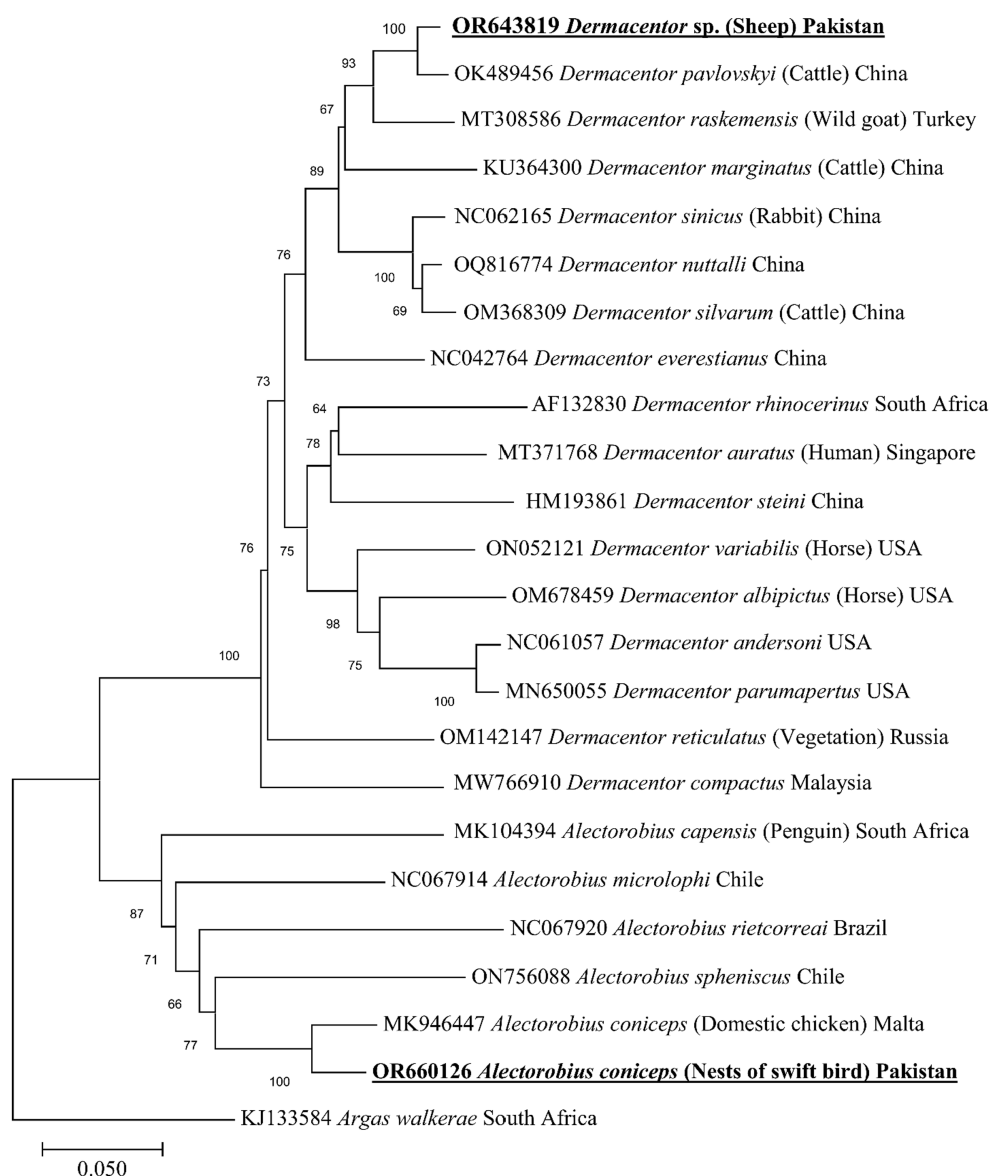 100
OR643819 Dermacentor sp. (Sheep) Pakistan
93
OK489456 Dermacentor pavlovskyi (Cattle) China
67
MT308586 Dermacentor raskemensis (Wild goat) Turkey
89
KU364300 Dermacentor marginatus (Cattle) China
NC062165 Dermacentor sinicus (Rabbit) China
76
OQ816774 Dermacentor nuttalli China
100
69
OM368309 Dermacentor silvarum (Cattle) China
NC042764 Dermacentor everestianus China
73
64
AF132830 Dermacentor rhinocerinus South Africa
78
MT371768 Dermacentor auratus (Human) Singapore
HM193861 Dermacentor steini China
76
75
ON052121 Dermacentor variabilis (Horse) USA
OM678459 Dermacentor albipictus (Horse) USA
98
NC061057 Dermacentor andersoni USA
100
75
MN650055 Dermacentor parumapertus USA
100
OM142147 Dermacentor reticulatus (Vegetation) Russia
MW766910 Dermacentor compactus Malaysia
MK104394 Alectorobius capensis (Penguin) South Africa
NC067914 Alectorobius microlophi Chile
87
NC067920 Alectorobius rietcorreai Brazil
71
ON756088 Alectorobius spheniscus Chile
66
MK946447 Alectorobius coniceps (Domestic chicken) Malta
77
OR660126 Alectorobius coniceps (Nests of swift bird) Pakistan
100
KJ133584 Argas walkerae South Africa
0.050